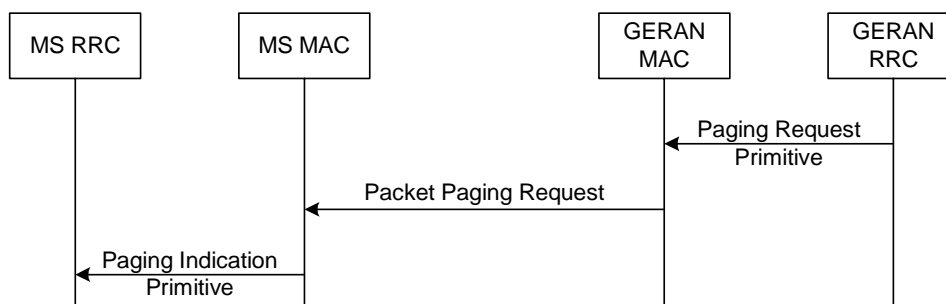 MS RRC
MS MAC
GERAN
MAC
GERAN
RRC
Paging Request
Primitive
Packet Paging Request
Paging Indication
Primitive